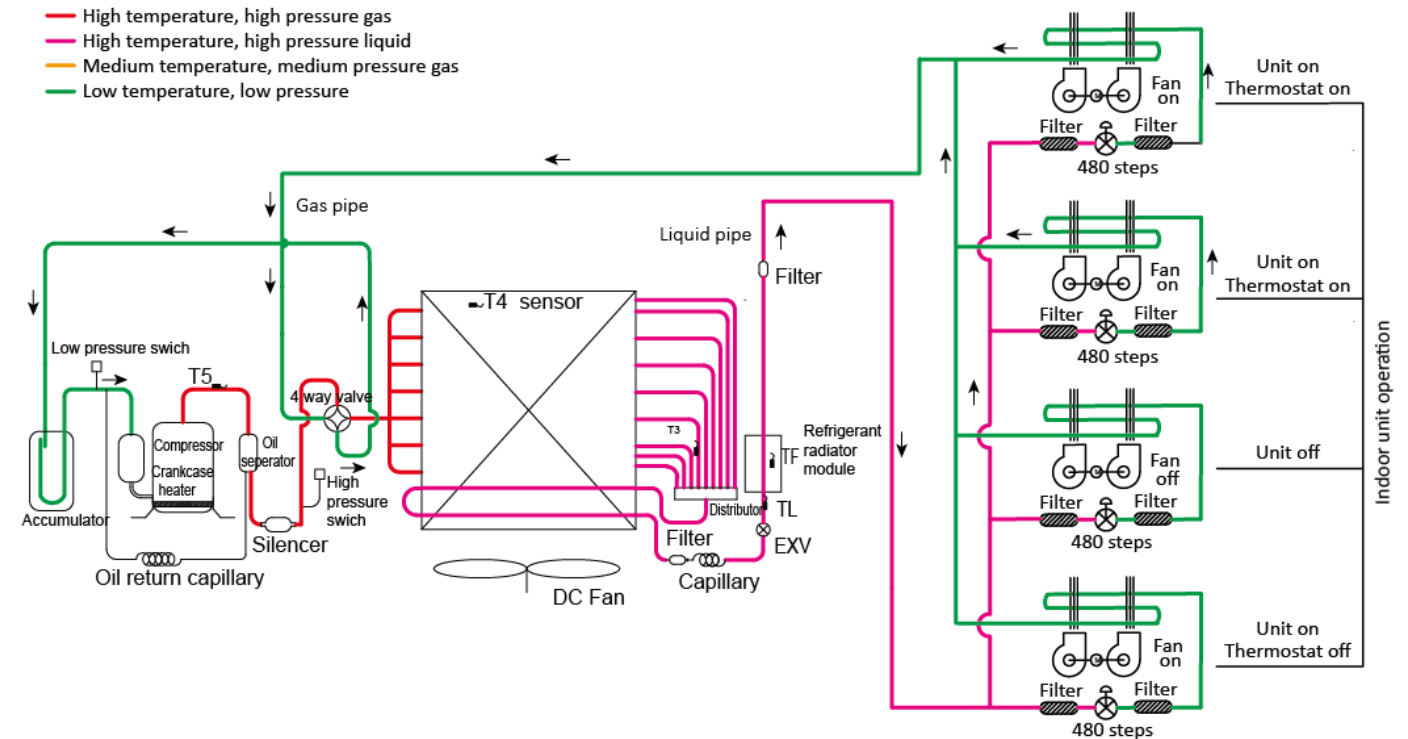 High temperature, high pressure gas
High temperature, high pressure liquid
Medium temperature, medium pressure gas
Low temperature, low pressure
Gas pipe
Liquid pipe
Filter
T4 sensor
Low pressure swich
T5
4 way valve
Compressor
Crankcase
heater
Oil
seperator
High
pressure
swich
Accumulator
Silencer
Oil return capillary
T3
TF
Refrigerant
radiator
module
Distributor
TL
EXV
Filter
Capillary
DC Fan
Fan
on
Filter
Filter
480 steps
Unit on
Thermostat on
Fan
on
Filter
Filter
480 steps
Unit on
Thermostat on
Fan
off
Filter
Filter
480 steps
Unit off
Fan
on
Filter
Filter
480 steps
Unit on
Thermostat off
Indoor unit operation